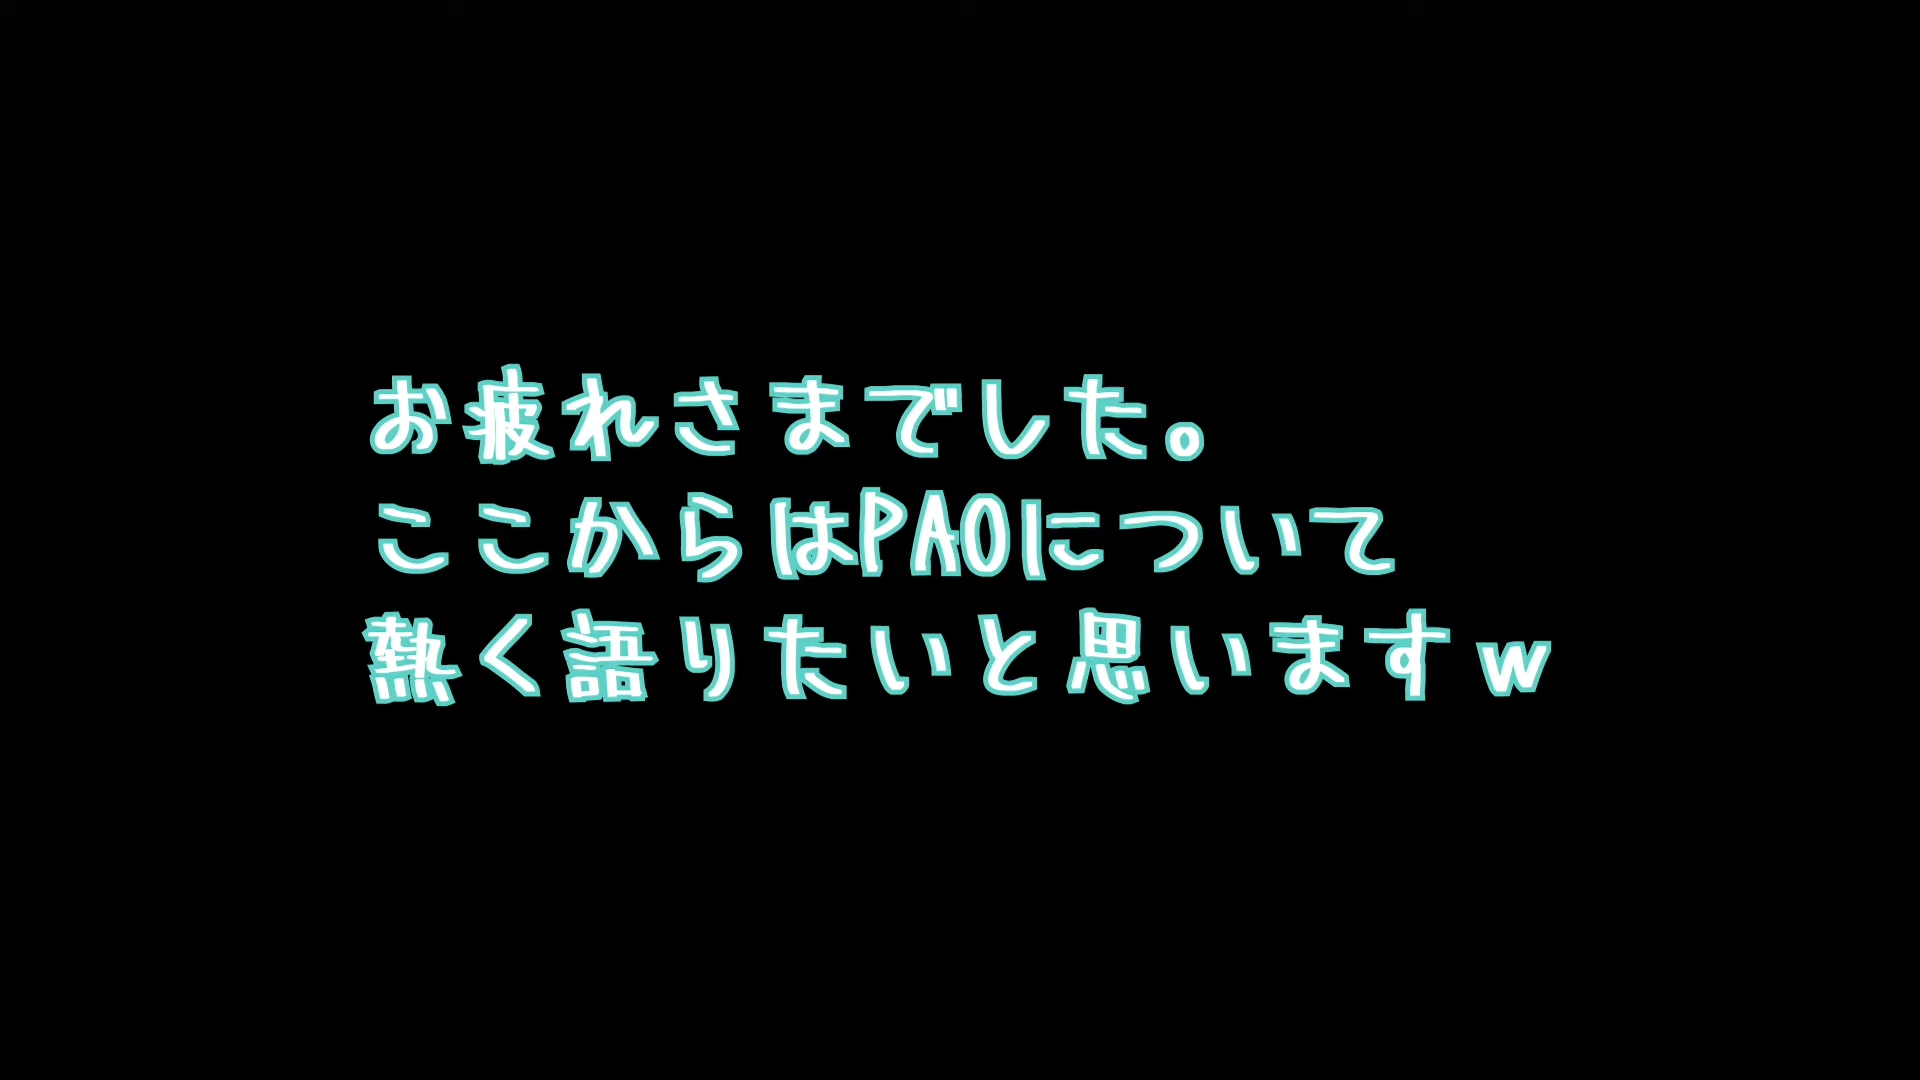 お疲れさまでした。
ここからはPAOについて
熱く語りたいと思いますｗ